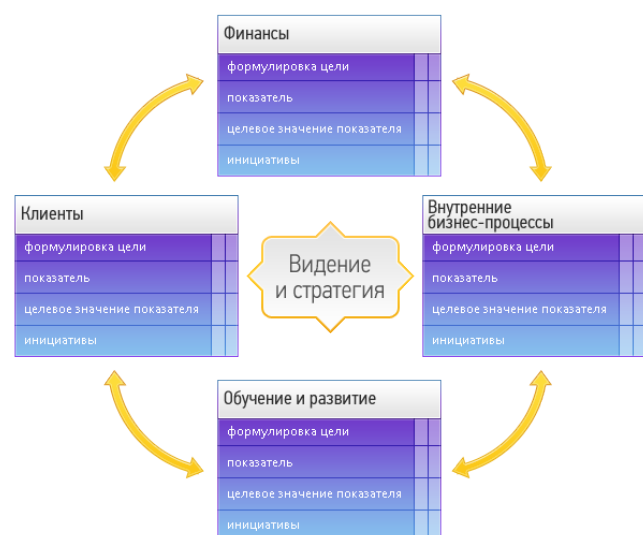 Финансы
формулировка цели
показатель
целевое значение показателя
инициативы
Клиенты
формулировка цели
показатель
целевое значение показателя
инициативы
Видение
и стратегия
Внутренние
бизнес-процессы
формулировка цели
показатель
целевое значение показателя
инициативы
Обучение и развитие
формулировка цели
показатель
целевое значение показателя
инициативы